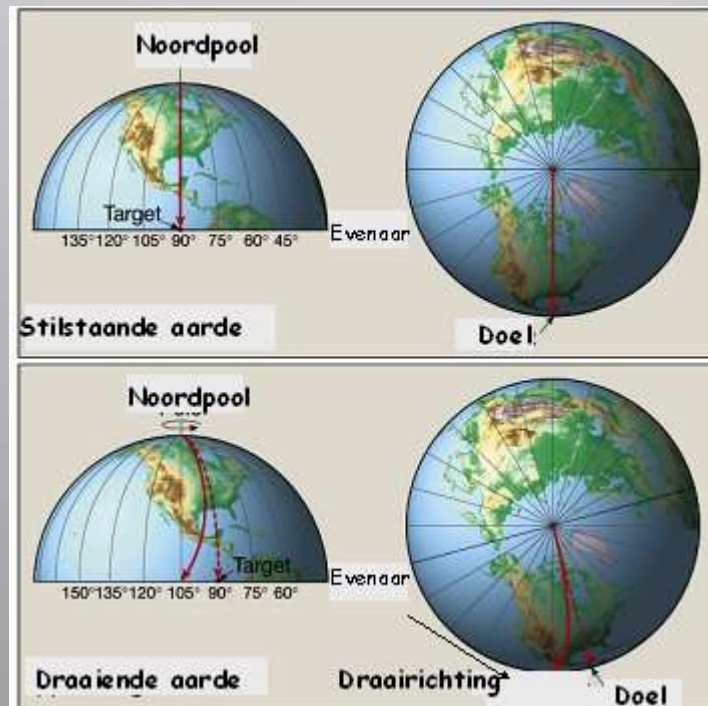 Noordpool
Target
Evenaar
135° 120° 105° 90° 75° 60° 45°
Stilstaande aarde
Doel
Noordpool
Target
Evenaar
150° 135° 120° 105° 90° 75° 60°
Draaiende aarde
Draairichting
Doel